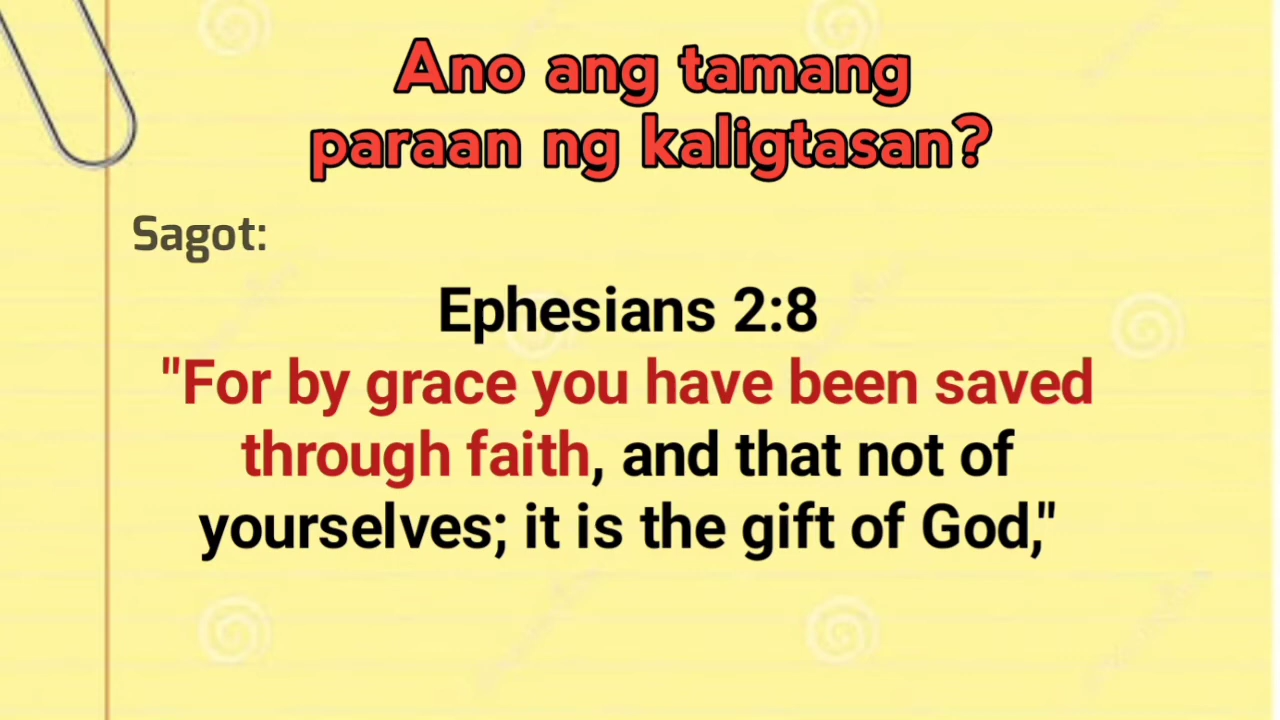 Ano ang tamang
paraan ng kaligtasan?
Sagot:
Ephesians 2:8
"For by grace you have been saved
through faith, and that not of
yourselves; it is the gift of God,"